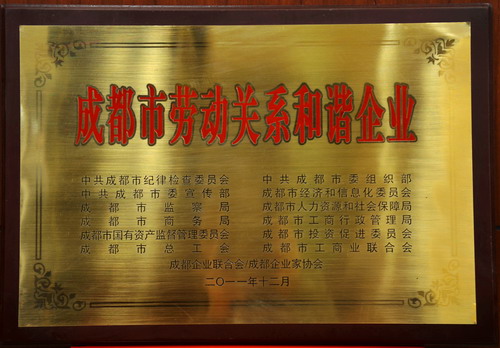 成都市劳动关系和谐企业
中共成都市纪律检查委员会 中共成都市委组织部
中共成都市委宣传部 成都市经济和信息化委员会
成都市监察局 成都市人力资源和社会保障局
成都市商务局 成都市工商行政管理局
成都市国有资产监督管理委员会 成都市投资促进委员会
成都市总工会 成都市工商业联合会
成都企业联合会/成都企业家协会
二〇一一年十二月